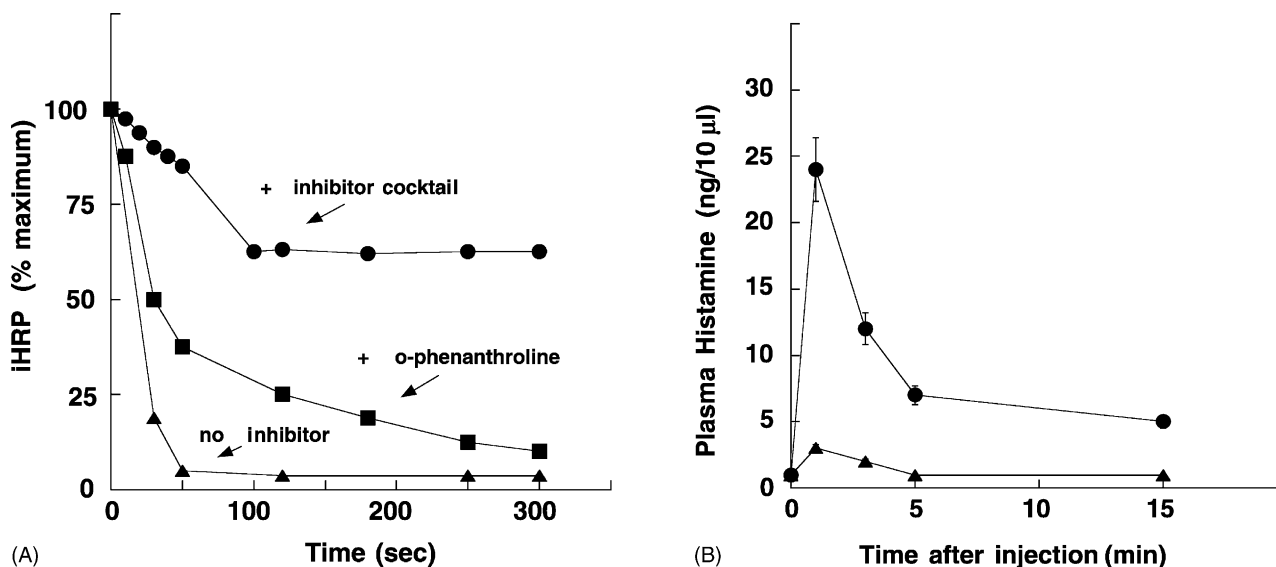 iHRP (% maximum)
100
75
50
25
0
+ inhibitor cocktail
+ o-phenanthroline
no inhibitor
0 100 200 300
Time (sec)
(A)
Plasma Histamine (ng/10 μl)
30
25
20
15
10
5
0
0 5 10 15
Time after injection (min)
(B)